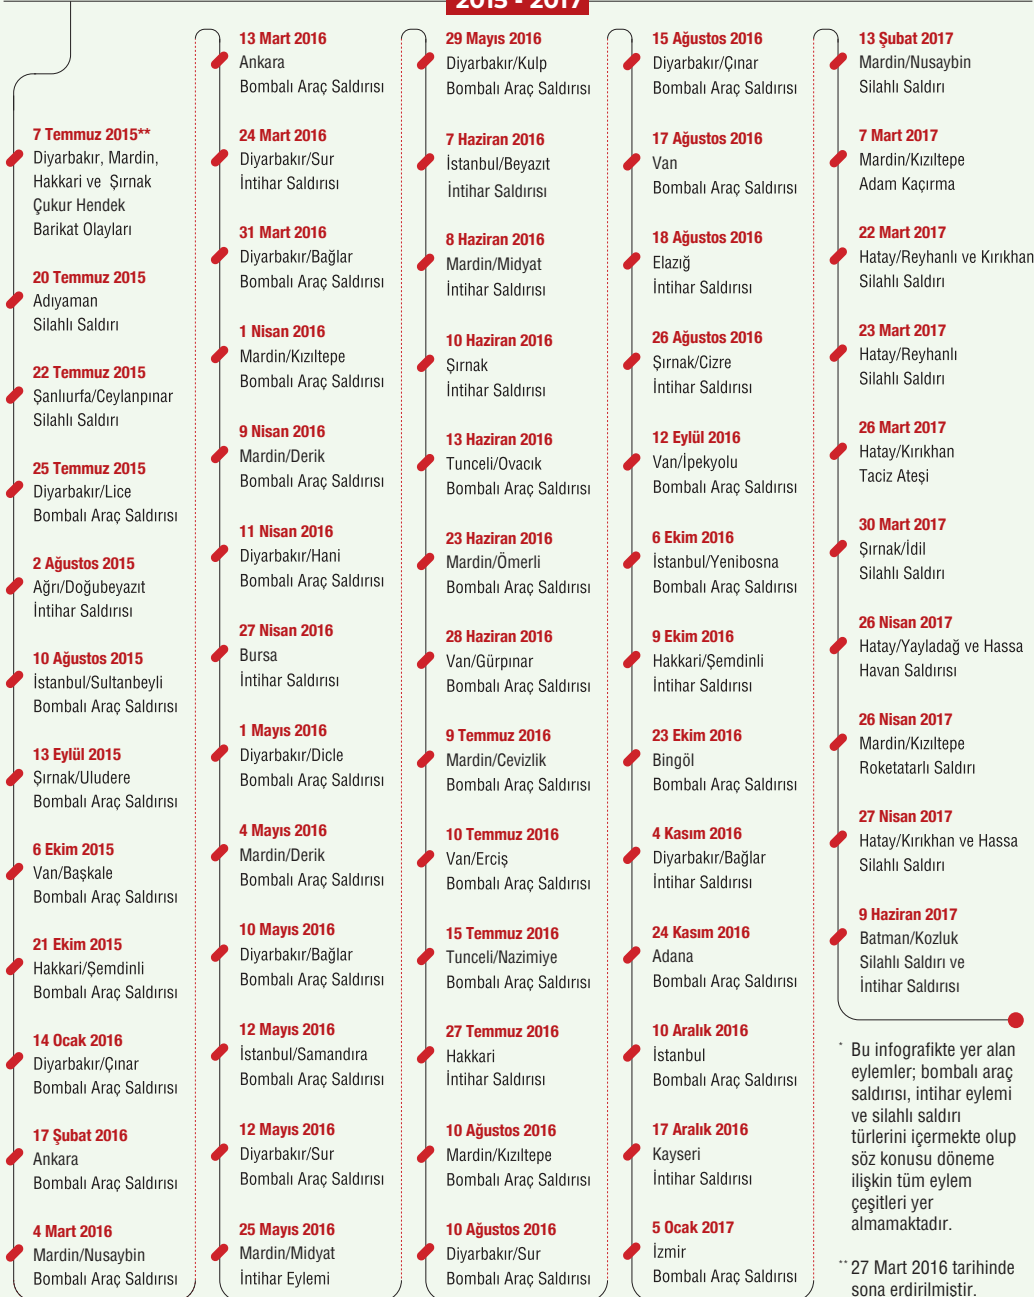 2015 - 2017
7 Temmuz 2015**
Diyarbakır, Mardin,
Hakkari ve Şırnak
Çukur Hendek
Barikat Olayları
20 Temmuz 2015
Adıyaman
Silahlı Saldırı
22 Temmuz 2015
Şanlıurfa/Ceylanpınar
Silahlı Saldırı
25 Temmuz 2015
Diyarbakır/Lice
Bombalı Araç Saldırısı
2 Ağustos 2015
Ağrı/Doğubeyazıt
İntihar Saldırısı
10 Ağustos 2015
İstanbul/Sultanbeyli
Bombalı Araç Saldırısı
13 Eylül 2015
Şırnak/Uludere
Bombalı Araç Saldırısı
6 Ekim 2015
Van/Başkale
Bombalı Araç Saldırısı
21 Ekim 2015
Hakkari/Şemdinli
Bombalı Araç Saldırısı
14 Ocak 2016
Diyarbakır/Çınar
Bombalı Araç Saldırısı
17 Şubat 2016
Ankara
Bombalı Araç Saldırısı
4 Mart 2016
Mardin/Nusaybin
Bombalı Araç Saldırısı
13 Mart 2016
Ankara
Bombalı Araç Saldırısı
24 Mart 2016
Diyarbakır/Sur
İntihar Saldırısı
31 Mart 2016
Diyarbakır/Bağlar
Bombalı Araç Saldırısı
1 Nisan 2016
Mardin/Kızıltepe
Bombalı Araç Saldırısı
9 Nisan 2016
Mardin/Derik
Bombalı Araç Saldırısı
11 Nisan 2016
Diyarbakır/Hani
Bombalı Araç Saldırısı
27 Nisan 2016
Bursa
İntihar Saldırısı
1 Mayıs 2016
Diyarbakır/Dicle
Bombalı Araç Saldırısı
4 Mayıs 2016
Mardin/Derik
Bombalı Araç Saldırısı
10 Mayıs 2016
Diyarbakır/Bağlar
Bombalı Araç Saldırısı
12 Mayıs 2016
İstanbul/Samandıra
Bombalı Araç Saldırısı
12 Mayıs 2016
Diyarbakır/Sur
Bombalı Araç Saldırısı
25 Mayıs 2016
Mardin/Midyat
İntihar Eylemi
29 Mayıs 2016
Diyarbakır/Kulp
Bombalı Araç Saldırısı
7 Haziran 2016
İstanbul/Beyazıt
İntihar Saldırısı
8 Haziran 2016
Mardin/Midyat
İntihar Saldırısı
10 Haziran 2016
Şırnak
İntihar Saldırısı
13 Haziran 2016
Tunceli/Ovacık
Bombalı Araç Saldırısı
23 Haziran 2016
Mardin/Ömerli
Bombalı Araç Saldırısı
28 Haziran 2016
Van/Gürpınar
Bombalı Araç Saldırısı
9 Temmuz 2016
Mardin/Cevizlik
Bombalı Araç Saldırısı
10 Temmuz 2016
Van/Erciş
Bombalı Araç Saldırısı
15 Temmuz 2016
Tunceli/Nazimiye
Bombalı Araç Saldırısı
27 Temmuz 2016
Hakkari
İntihar Saldırısı
10 Ağustos 2016
Mardin/Kızıltepe
Bombalı Araç Saldırısı
10 Ağustos 2016
Diyarbakır/Sur
Bombalı Araç Saldırısı
15 Ağustos 2016
Diyarbakır/Çınar
Bombalı Araç Saldırısı
17 Ağustos 2016
Van
Bombalı Araç Saldırısı
18 Ağustos 2016
Elazığ
İntihar Saldırısı
26 Ağustos 2016
Şırnak/Cizre
İntihar Saldırısı
12 Eylül 2016
Van/İpekyolu
Bombalı Araç Saldırısı
6 Ekim 2016
İstanbul/Yenibosna
Bombalı Araç Saldırısı
9 Ekim 2016
Hakkari/Şemdinli
İntihar Saldırısı
23 Ekim 2016
Bingöl
Bombalı Araç Saldırısı
4 Kasım 2016
Diyarbakır/Bağlar
İntihar Saldırısı
24 Kasım 2016
Adana
Bombalı Araç Saldırısı
10 Aralık 2016
İstanbul
Bombalı Araç Saldırısı
17 Aralık 2016
Kayseri
İntihar Saldırısı
5 Ocak 2017
İzmir
Bombalı Araç Saldırısı
13 Şubat 2017
Mardin/Nusaybin
Silahlı Saldırı
7 Mart 2017
Mardin/Kızıltepe
Adam Kaçırma
22 Mart 2017
Hatay/Reyhanlı ve Kırıkhan
Silahlı Saldırı
23 Mart 2017
Hatay/Reyhanlı
Silahlı Saldırı
26 Mart 2017
Hatay/Kırıkhan
Taciz Ateşi
30 Mart 2017
Şırnak/İdil
Silahlı Saldırı
26 Nisan 2017
Hatay/Yayladağ ve Hassa
Havan Saldırısı
26 Nisan 2017
Mardin/Kızıltepe
Roketatarlı Saldırı
27 Nisan 2017
Hatay/Kırıkhan ve Hassa
Silahlı Saldırı
9 Haziran 2017
Batman/Kozluk
Silahlı Saldırı ve
İntihar Saldırısı
* Bu infografikte yer alan
eylemler; bombalı araç
saldırısı, intihar eylemi
ve silahlı saldırı
türlerini içermekte olup
söz konusu döneme
ilişkin tüm eylem
çeşitleri yer
almamaktadır.
** 27 Mart 2016 tarihinde
sona erdirilmiştir.